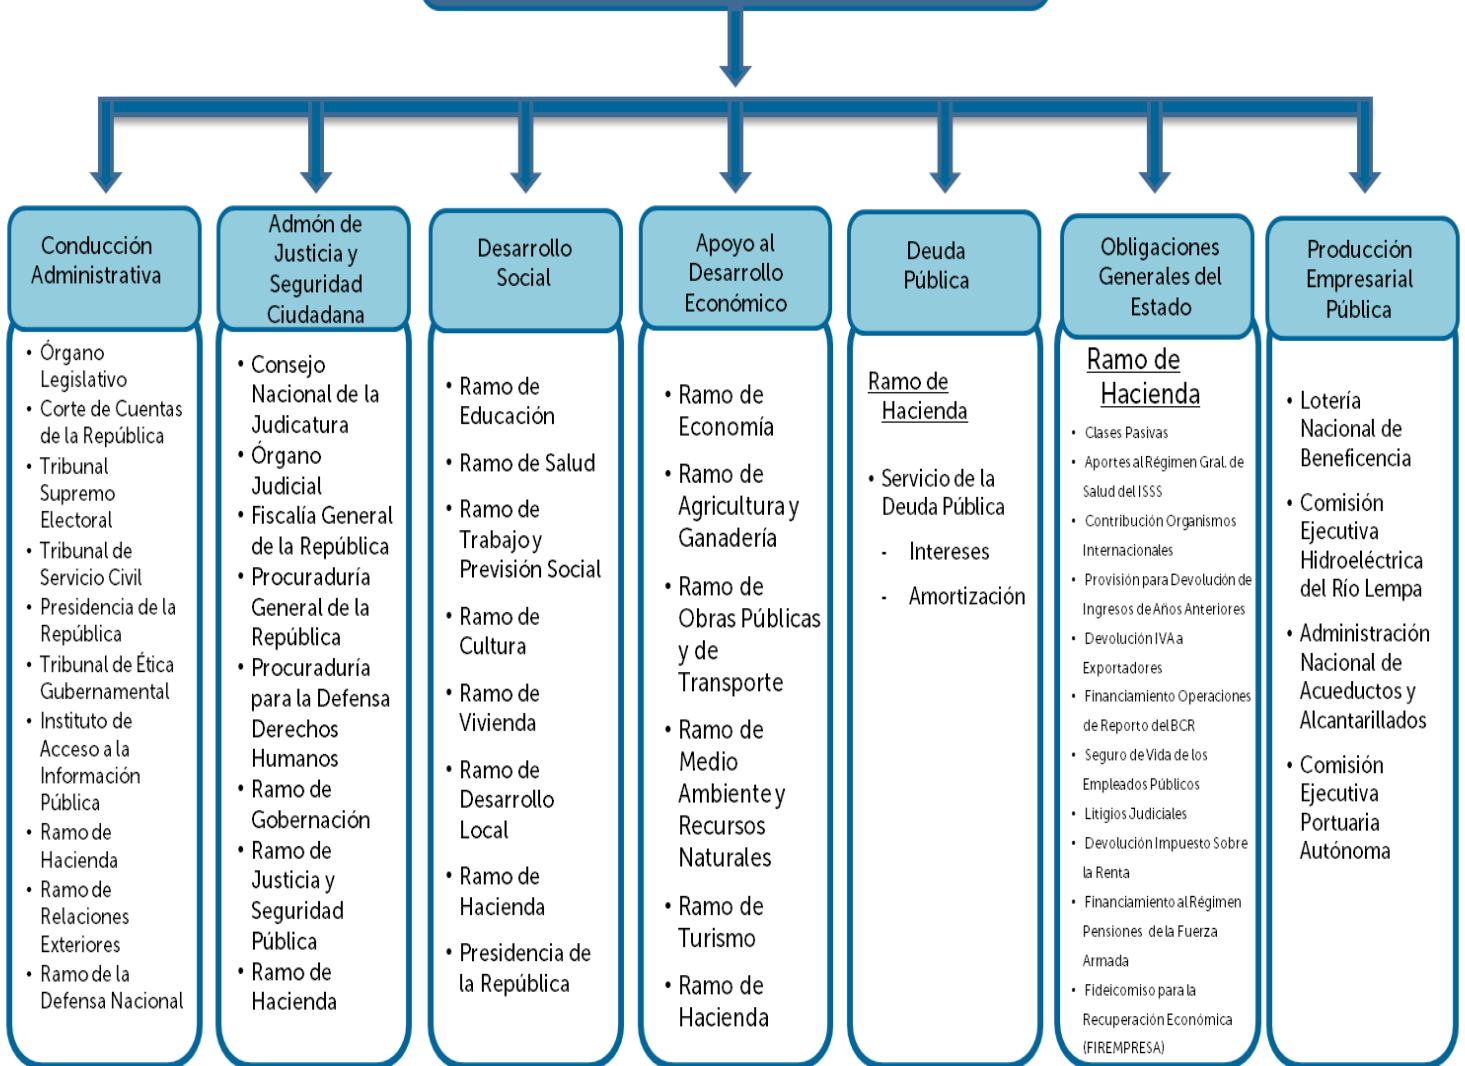 Conducción
Administrativa
• Órgano
Legislativo
• Corte de Cuentas
de la República
• Tribunal
Supremo
Electoral
• Tribunal de
Servicio Civil
• Presidencia de la
República
• Tribunal de Ética
Gubernamental
• Instituto de
Acceso a la
Información
Pública
• Ramo de
Hacienda
• Ramo de
Relaciones
Exteriores
• Ramo de la
Defensa Nacional
Admón de
Justicia y
Seguridad
Ciudadana
• Consejo
Nacional de la
Judicatura
• Órgano
Judicial
• Fiscalía General
de la República
• Procuraduría
General de la
República
• Procuraduría
para la Defensa
Derechos
Humanos
• Ramo de
Gobernación
• Ramo de
Justicia y
Seguridad
Pública
• Ramo de
Hacienda
Desarrollo
Social
• Ramo de
Educación
• Ramo de Salud
• Ramo de
Trabajo y
Previsión Social
• Ramo de
Cultura
• Ramo de
Vivienda
• Ramo de
Desarrollo
Local
• Ramo de
Hacienda
• Presidencia de
la República
Apoyo al
Desarrollo
Económico
• Ramo de
Economía
• Ramo de
Agricultura y
Ganadería
• Ramo de
Obras Públicas
y de
Transporte
• Ramo de
Medio
Ambiente y
Recursos
Naturales
• Ramo de
Turismo
• Ramo de
Hacienda
Deuda
Pública
Ramo de
Hacienda
• Servicio de la
Deuda Pública
- Intereses
- Amortización
Obligaciones
Generales del
Estado
Ramo de
Hacienda
• Clases Pasivas
• Aportes al Régimen Gral. de
Salud del ISSS
• Contribución Organismos
Internacionales
• Provisión para Devolución de
Ingresos de Años Anteriores
• Devolución IVA a
Exportadores
• Financiamiento Operaciones
de Reporto del BCR
• Seguro de Vida de los
Empleados Públicos
• Litigios Judiciales
• Devolución Impuesto Sobre
la Renta
• Financiamiento al Régimen
Pensiones de la Fuerza
Armada
• Fideicomiso para la
Recuperación Económica
(FIREMPRESA)
Producción
Empresarial
Pública
• Lotería
Nacional de
Beneficencia
• Comisión
Ejecutiva
Hidroeléctrica
del Río Lempa
• Administración
Nacional de
Acueductos y
Alcantarillados
• Comisión
Ejecutiva
Portuaria
Autónoma